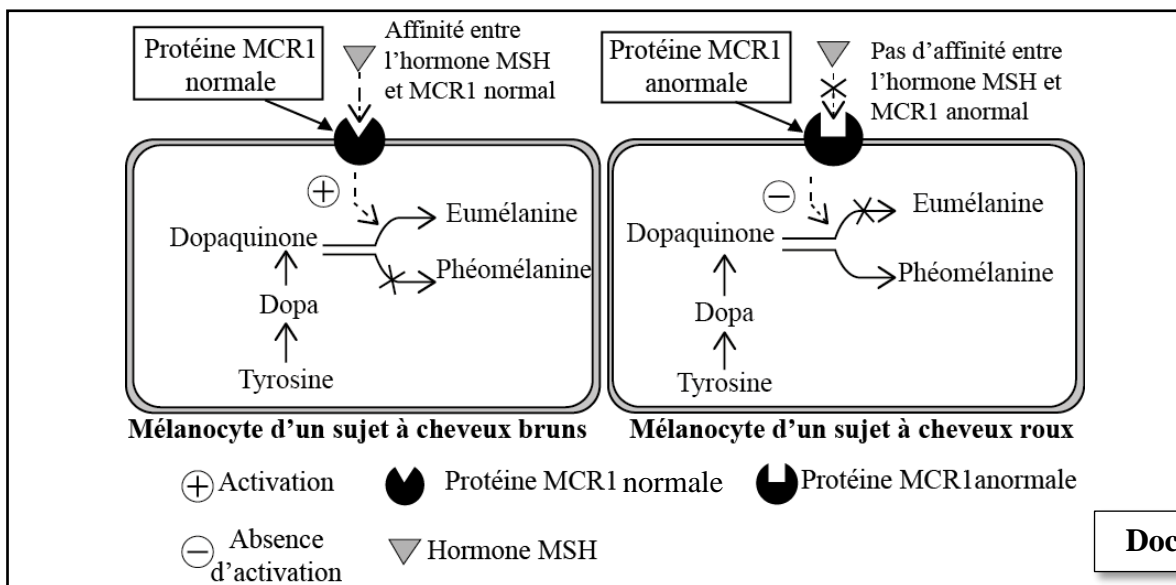 Protéine MCR1
normale
Affinité entre
l'hormone MSH
et MCR1 normal
Protéine MCR1
anormale
Pas d'affinité entre
l'hormone MSH et
MCR1 anormal
+
Eumélanine
Dopaquinone
Phéomélanine
Dopa
Tyrosine
−
Eumélanine
Dopaquinone
Phéomélanine
Dopa
Tyrosine
Mélanocyte d'un sujet à cheveux bruns
Mélanocyte d'un sujet à cheveux roux
+ Activation
Protéine MCR1 normale
Protéine MCR1anormale
− Absence
d'activation
Hormone MSH
Doc